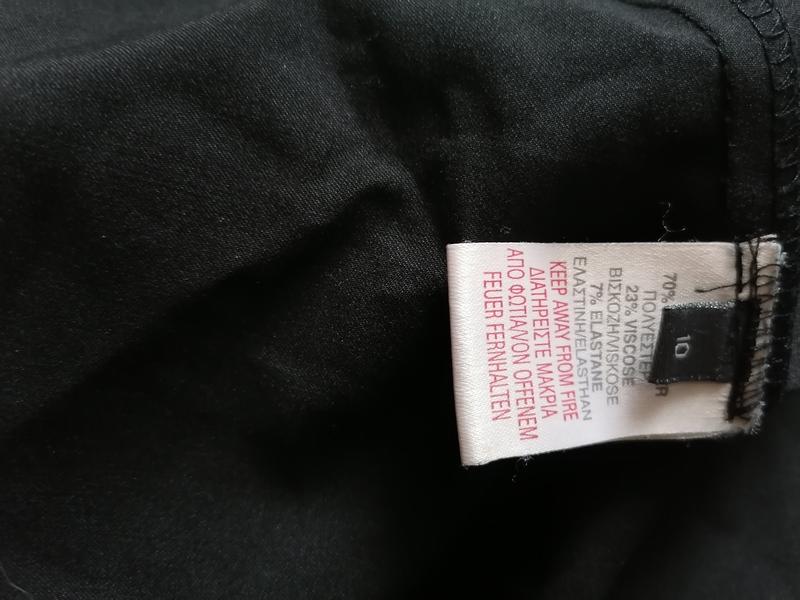 10
70%
23% VISCOSE
ΒΙΣΚΟΖΗ/VISKOSE
7% ELASTANE
ΕΛΑΣΤΙΝΗ/ELASTHAN
KEEP AWAY FROM FIRE
ΔΙΑΤΗΡΕΙΣΤΕ ΜΑΚΡΙΑ
ΑΠΟ ΦΩΤΙΑ/VON OFFENEM
FEUER FERNHALTEN